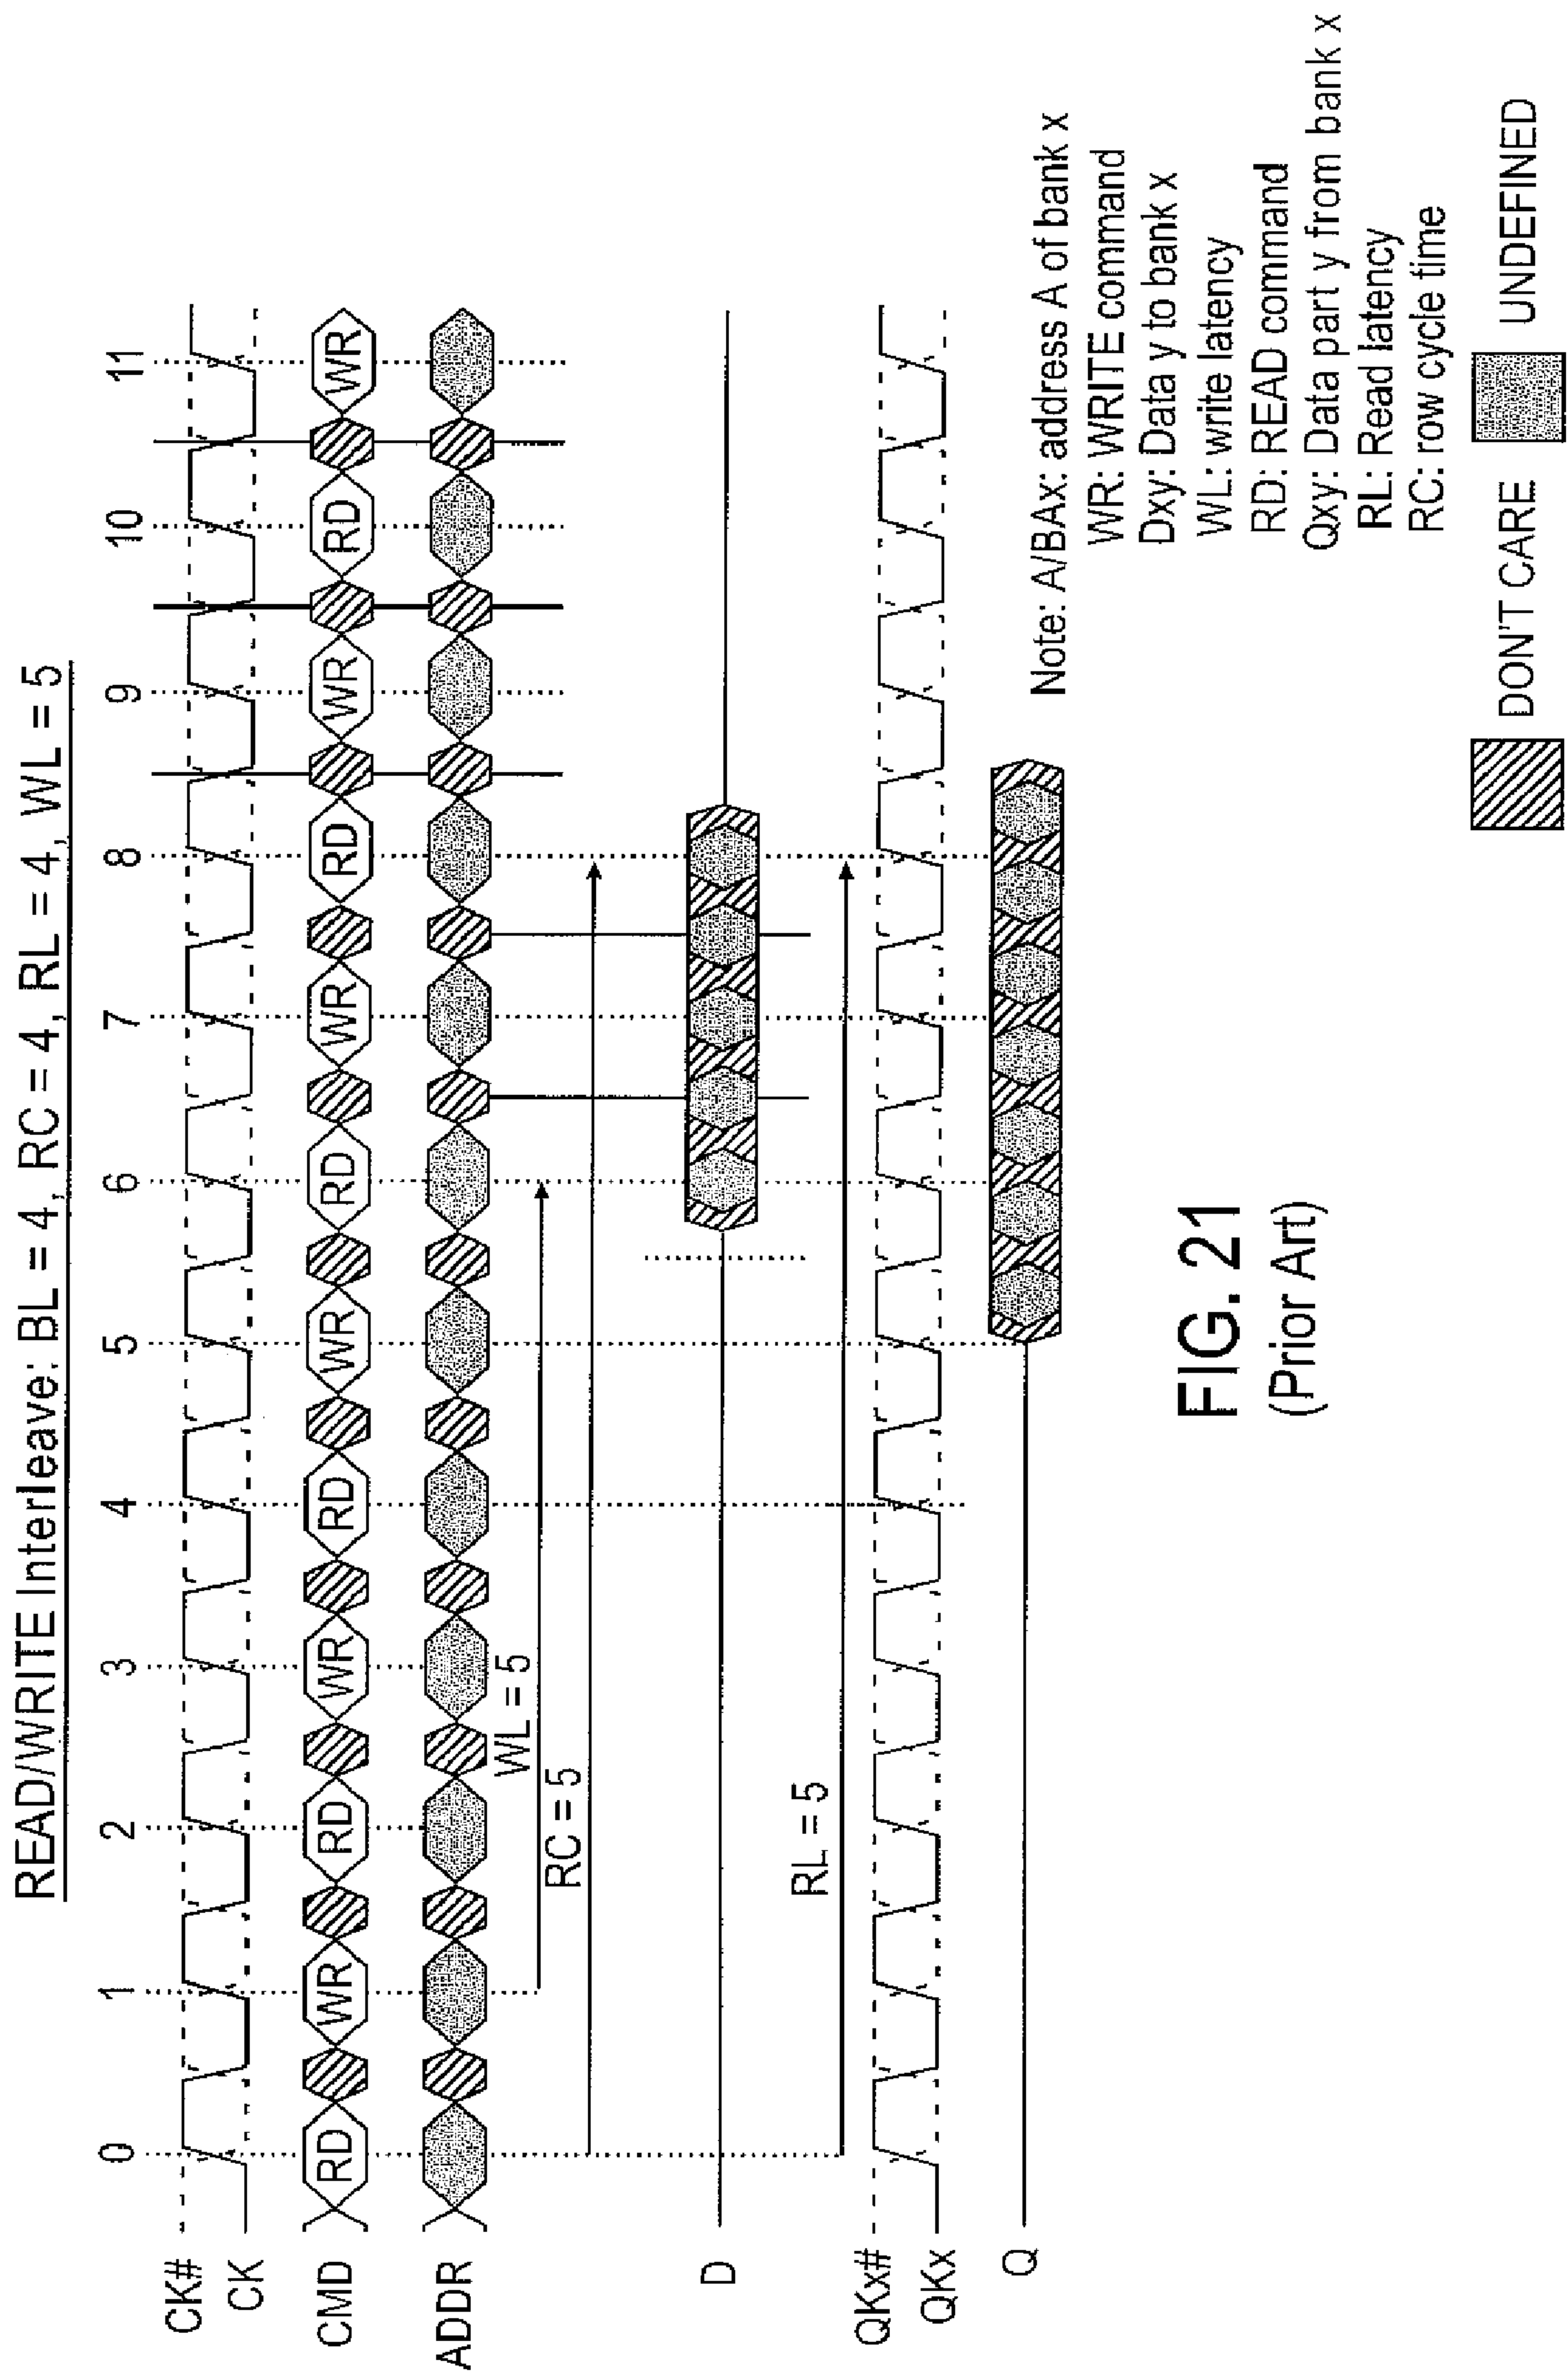 READ/WRITE Interleave: BL = 4, RC = 4, RL = 4, WL = 5
0 1 2 3 4 5 6 7 8 9 10 11
CK#
CK
CMD RD WR RD WR RD WR RD WR RD WR RD WR
ADDR
WL = 5
RC = 5
D
RL = 5
QKx#
QKx
Q
Note: A/BAx: address A of bank x
WR: WRITE command
Dxy: Data y to bank x
WL: write latency
RD: READ command
Qxy: Data part y from bank x
RL: Read latency
RC: row cycle time
DON'T CARE UNDEFINED
FIG. 21
(Prior Art)